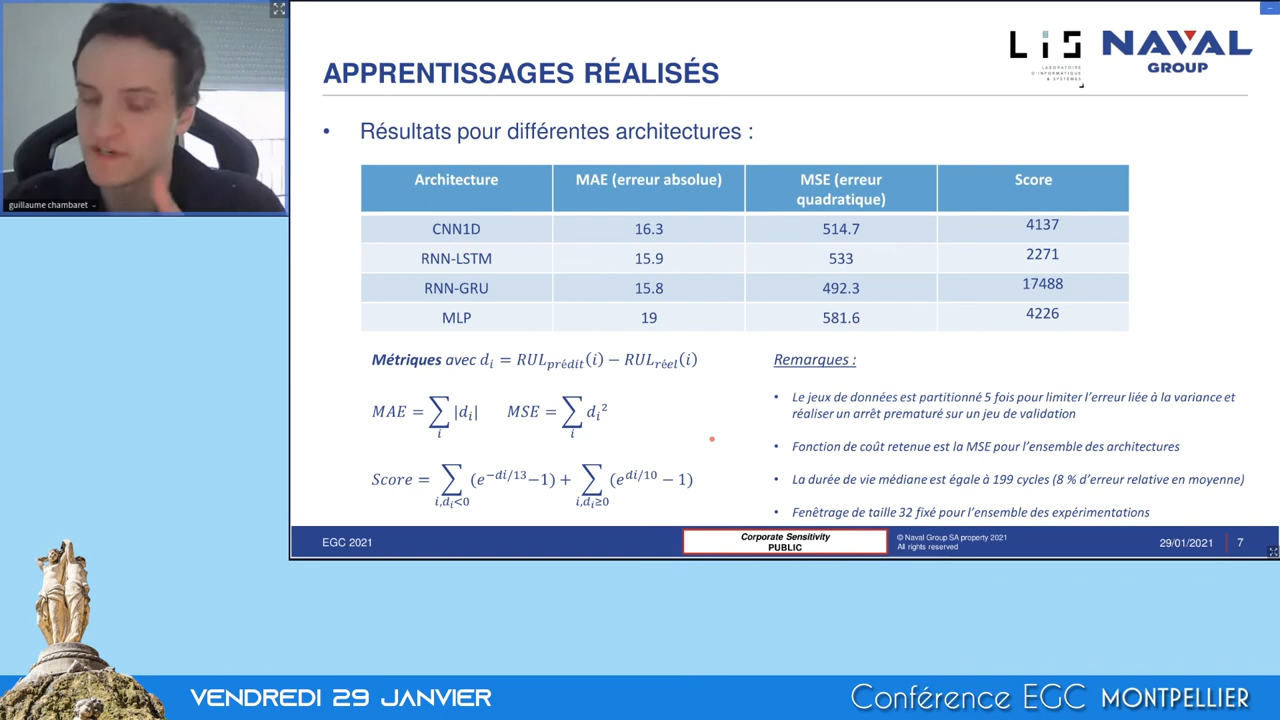 guillaume chambaret
LIS
LABORATOIRE
D'INFORMATIQUE
& SYSTÈMES
NAVAL
GROUP
APPRENTISSAGES RÉALISÉS
• Résultats pour différentes architectures :
Architecture MAE (erreur absolue) MSE (erreur quadratique) Score
CNN1D 16.3 514.7 4137
RNN-LSTM 15.9 533 2271
RNN-GRU 15.8 492.3 17488
MLP 19 581.6 4226
Métriques avec d_i = RUL_prédit(i) − RUL_réel(i)
MAE = ∑_i |d_i| MSE = ∑_i d_i²
Score = ∑_{i,d_i<0} (e^{−di/13} −1) + ∑_{i,d_i≥0} (e^{di/10} − 1)
Remarques :
• Le jeux de données est partitionné 5 fois pour limiter l'erreur liée à la variance et
réaliser un arrêt prematuré sur un jeu de validation
• Fonction de coût retenue est la MSE pour l'ensemble des architectures
• La durée de vie médiane est égale à 199 cycles (8 % d'erreur relative en moyenne)
• Fenêtrage de taille 32 fixé pour l'ensemble des expérimentations
EGC 2021
Corporate Sensitivity
PUBLIC
© Naval Group SA property 2021
All rights reserved
29/01/2021 7
VENDREDI 29 JANVIER
Conférence EGC MONTPELLIER